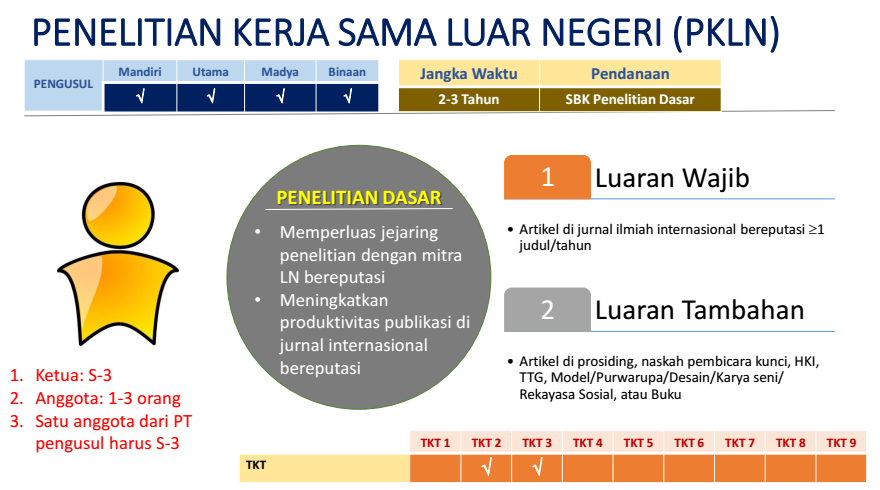 PENELITIAN KERJA SAMA LUAR NEGERI (PKLN)
PENGUSUL
Mandiri Utama Madya Binaan
√ √ √ √
Jangka Waktu Pendanaan
2-3 Tahun SBK Penelitian Dasar
1. Ketua: S-3
2. Anggota: 1-3 orang
3. Satu anggota dari PT
pengusul harus S-3
PENELITIAN DASAR
• Memperluas jejaring
penelitian dengan mitra
LN bereputasi
• Meningkatkan
produktivitas publikasi di
jurnal internasional
bereputasi
1 Luaran Wajib
• Artikel di jurnal ilmiah internasional bereputasi ≥1
judul/tahun
2 Luaran Tambahan
• Artikel di prosiding, naskah pembicara kunci, HKI,
TTG, Model/Purwarupa/Desain/Karya seni/
Rekayasa Sosial, atau Buku
TKT 1 TKT 2 TKT 3 TKT 4 TKT 5 TKT 6 TKT 7 TKT 8 TKT 9
TKT √ √